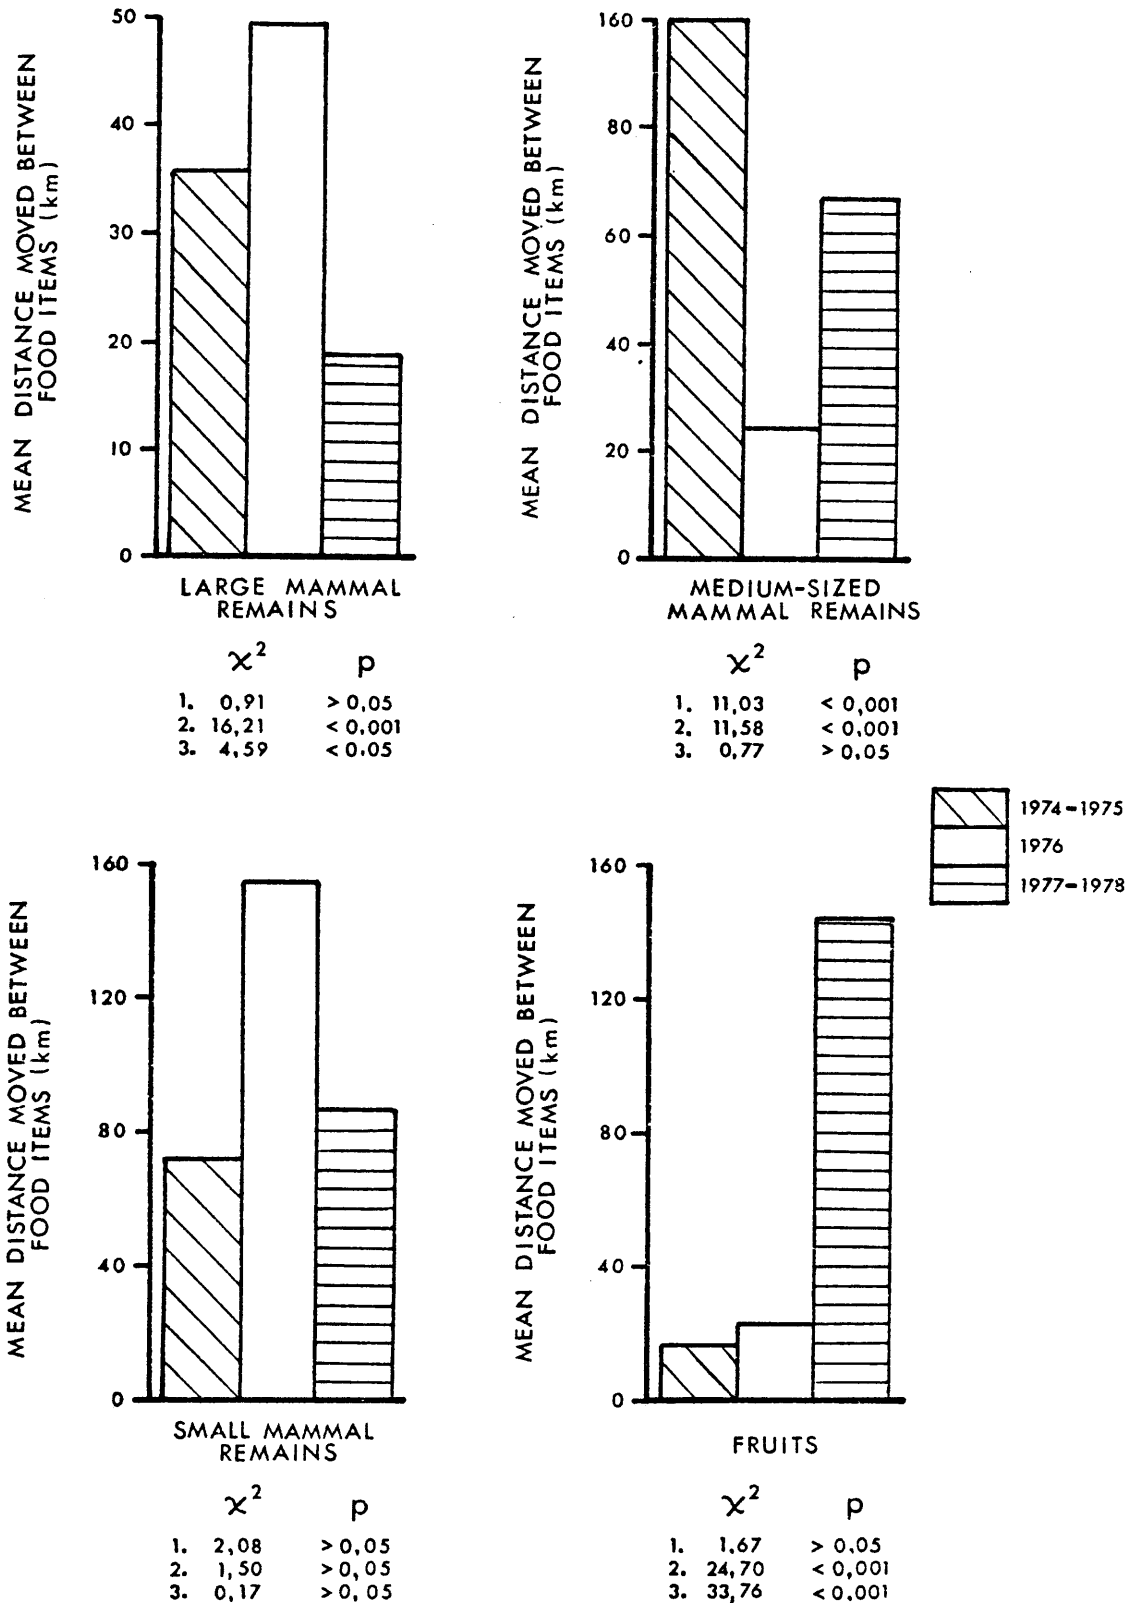 MEAN DISTANCE MOVED BETWEEN
FOOD ITEMS (km)
50
40
30
20
10
0
LARGE MAMMAL
REMAINS
χ² p
1. 0,91 > 0,05
2. 16,21 < 0,001
3. 4,59 < 0,05
MEAN DISTANCE MOVED BETWEEN
FOOD ITEMS (km)
160
80
60
40
20
0
MEDIUM-SIZED
MAMMAL REMAINS
χ² p
1. 11,03 < 0,001
2. 11,58 < 0,001
3. 0,77 > 0,05
1974-1975
1976
1977-1978
MEAN DISTANCE MOVED BETWEEN
FOOD ITEMS (km)
160
120
80
40
0
SMALL MAMMAL
REMAINS
χ² p
1. 2,08 > 0,05
2. 1,50 > 0,05
3. 0,17 > 0,05
MEAN DISTANCE MOVED BETWEEN
FOOD ITEMS (km)
160
120
80
40
0
FRUITS
χ² p
1. 1,67 > 0,05
2. 24,70 < 0,001
3. 33,76 < 0,001